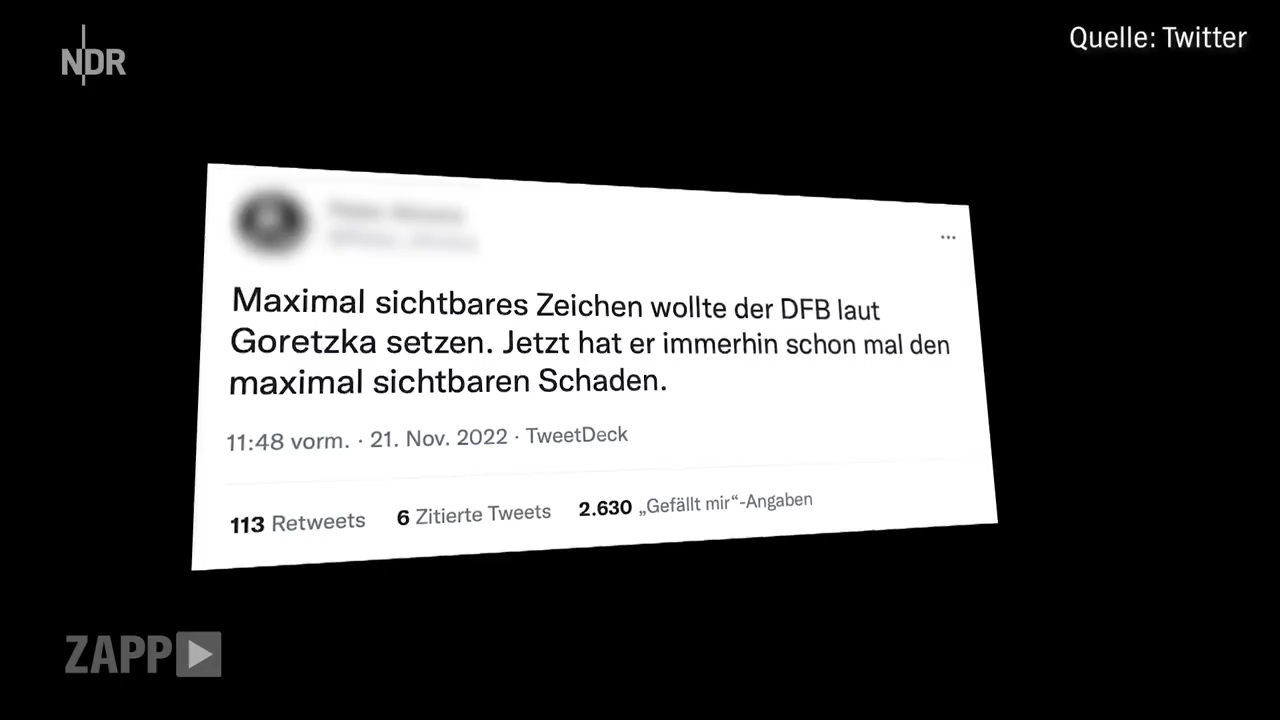 NDR
Quelle: Twitter
...
Maximal sichtbares Zeichen wollte der DFB laut
Goretzka setzen. Jetzt hat er immerhin schon mal den
maximal sichtbaren Schaden.
11:48 vorm. · 21. Nov. 2022 · TweetDeck
113 Retweets 6 Zitierte Tweets 2.630 „Gefällt mir“-Angaben
ZAPP